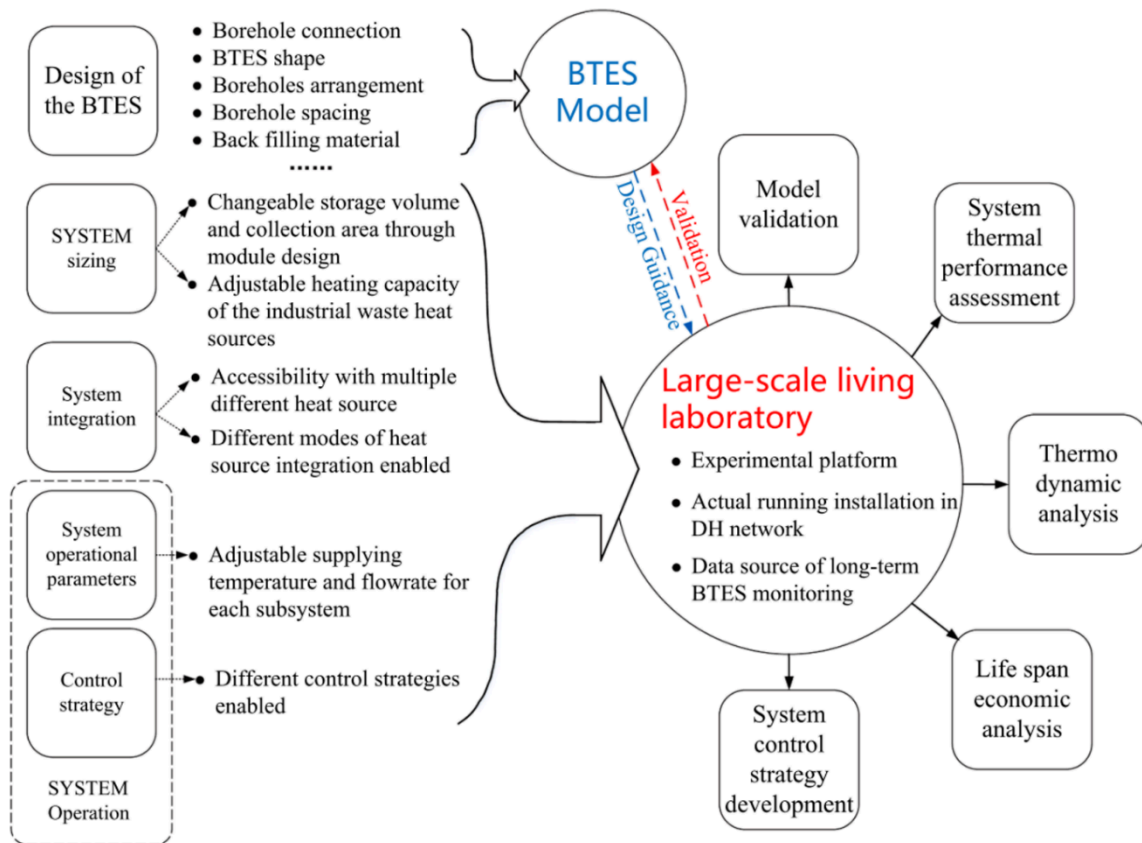 Design of
the BTES
● Borehole connection
● BTES shape
● Boreholes arrangement
● Borehole spacing
● Back filling material
......
BTES
Model
Design Guidance
Validation
SYSTEM
sizing
● Changeable storage volume
and collection area through
module design
● Adjustable heating capacity
of the industrial waste heat
sources
System
integration
● Accessibility with multiple
different heat source
● Different modes of heat
source integration enabled
System
operational
parameters
● Adjustable supplying
temperature and flowrate for
each subsystem
Control
strategy
● Different control strategies
enabled
SYSTEM
Operation
Large-scale living
laboratory
● Experimental platform
● Actual running installation in
DH network
● Data source of long-term
BTES monitoring
Model
validation
System
thermal
performance
assessment
Thermo
dynamic
analysis
Life span
economic
analysis
System
control
strategy
development